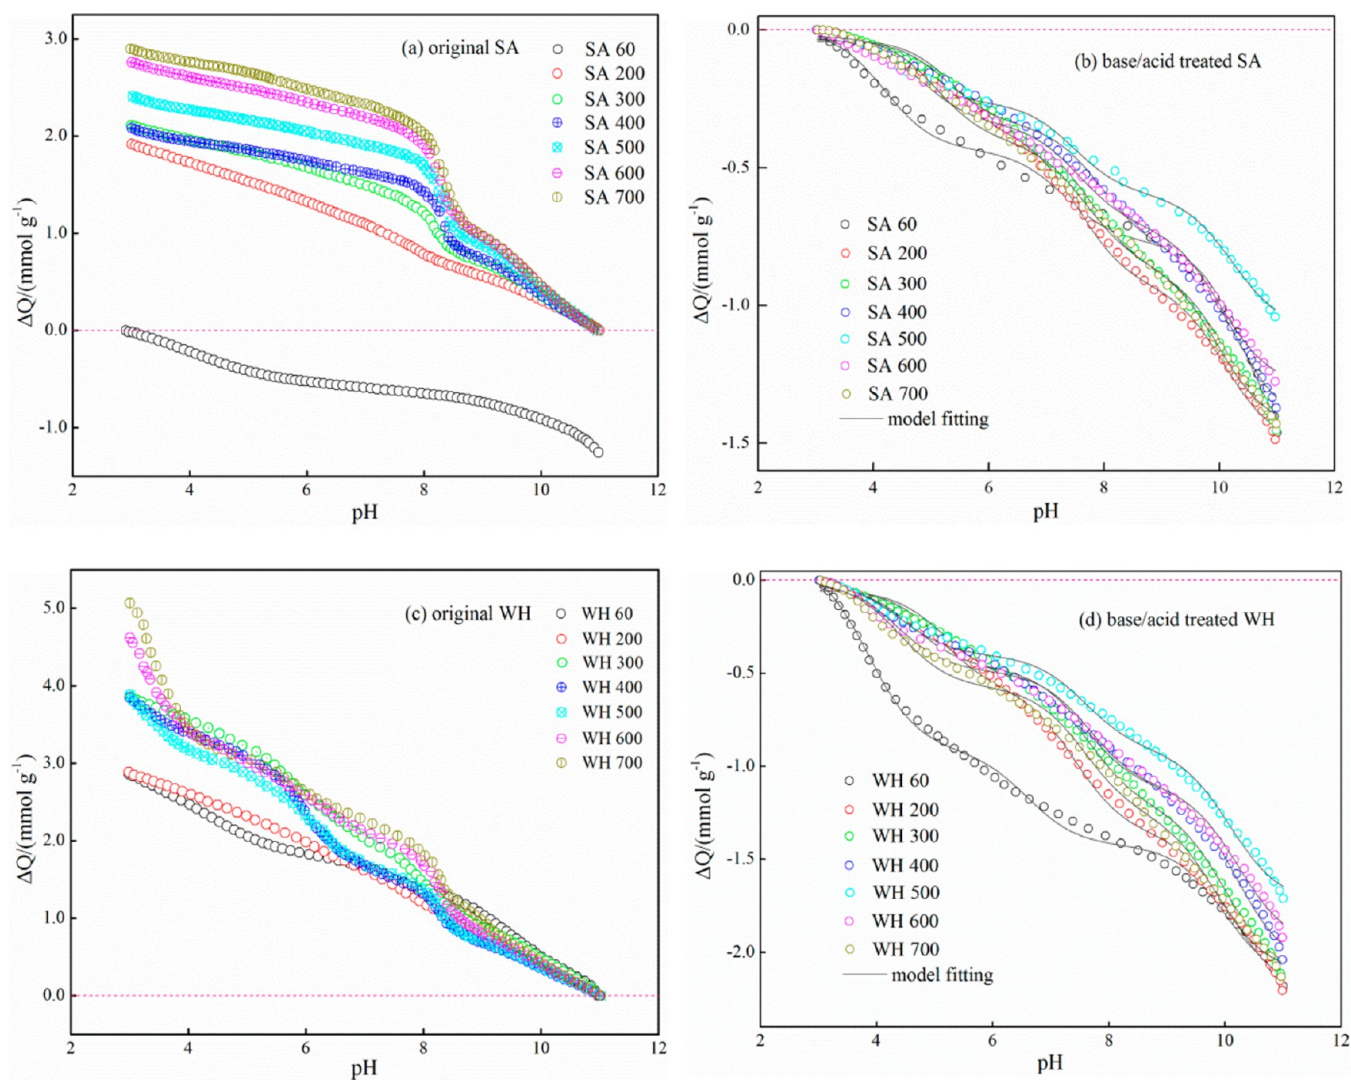 (a) original SA
SA 60
SA 200
SA 300
SA 400
SA 500
SA 600
SA 700
3.0
2.0
1.0
0.0
-1.0
ΔQ/(mmol g-1)
2 4 6 8 10 12
pH
(b) base/acid treated SA
SA 60
SA 200
SA 300
SA 400
SA 500
SA 600
SA 700
model fitting
0.0
-0.5
-1.0
-1.5
ΔQ/(mmol g-1)
2 4 6 8 10 12
pH
(c) original WH
WH 60
WH 200
WH 300
WH 400
WH 500
WH 600
WH 700
5.0
4.0
3.0
2.0
1.0
0.0
ΔQ/(mmol g-1)
2 4 6 8 10 12
pH
(d) base/acid treated WH
WH 60
WH 200
WH 300
WH 400
WH 500
WH 600
WH 700
model fitting
0.0
-0.5
-1.0
-1.5
-2.0
ΔQ/(mmol g-1)
2 4 6 8 10 12
pH